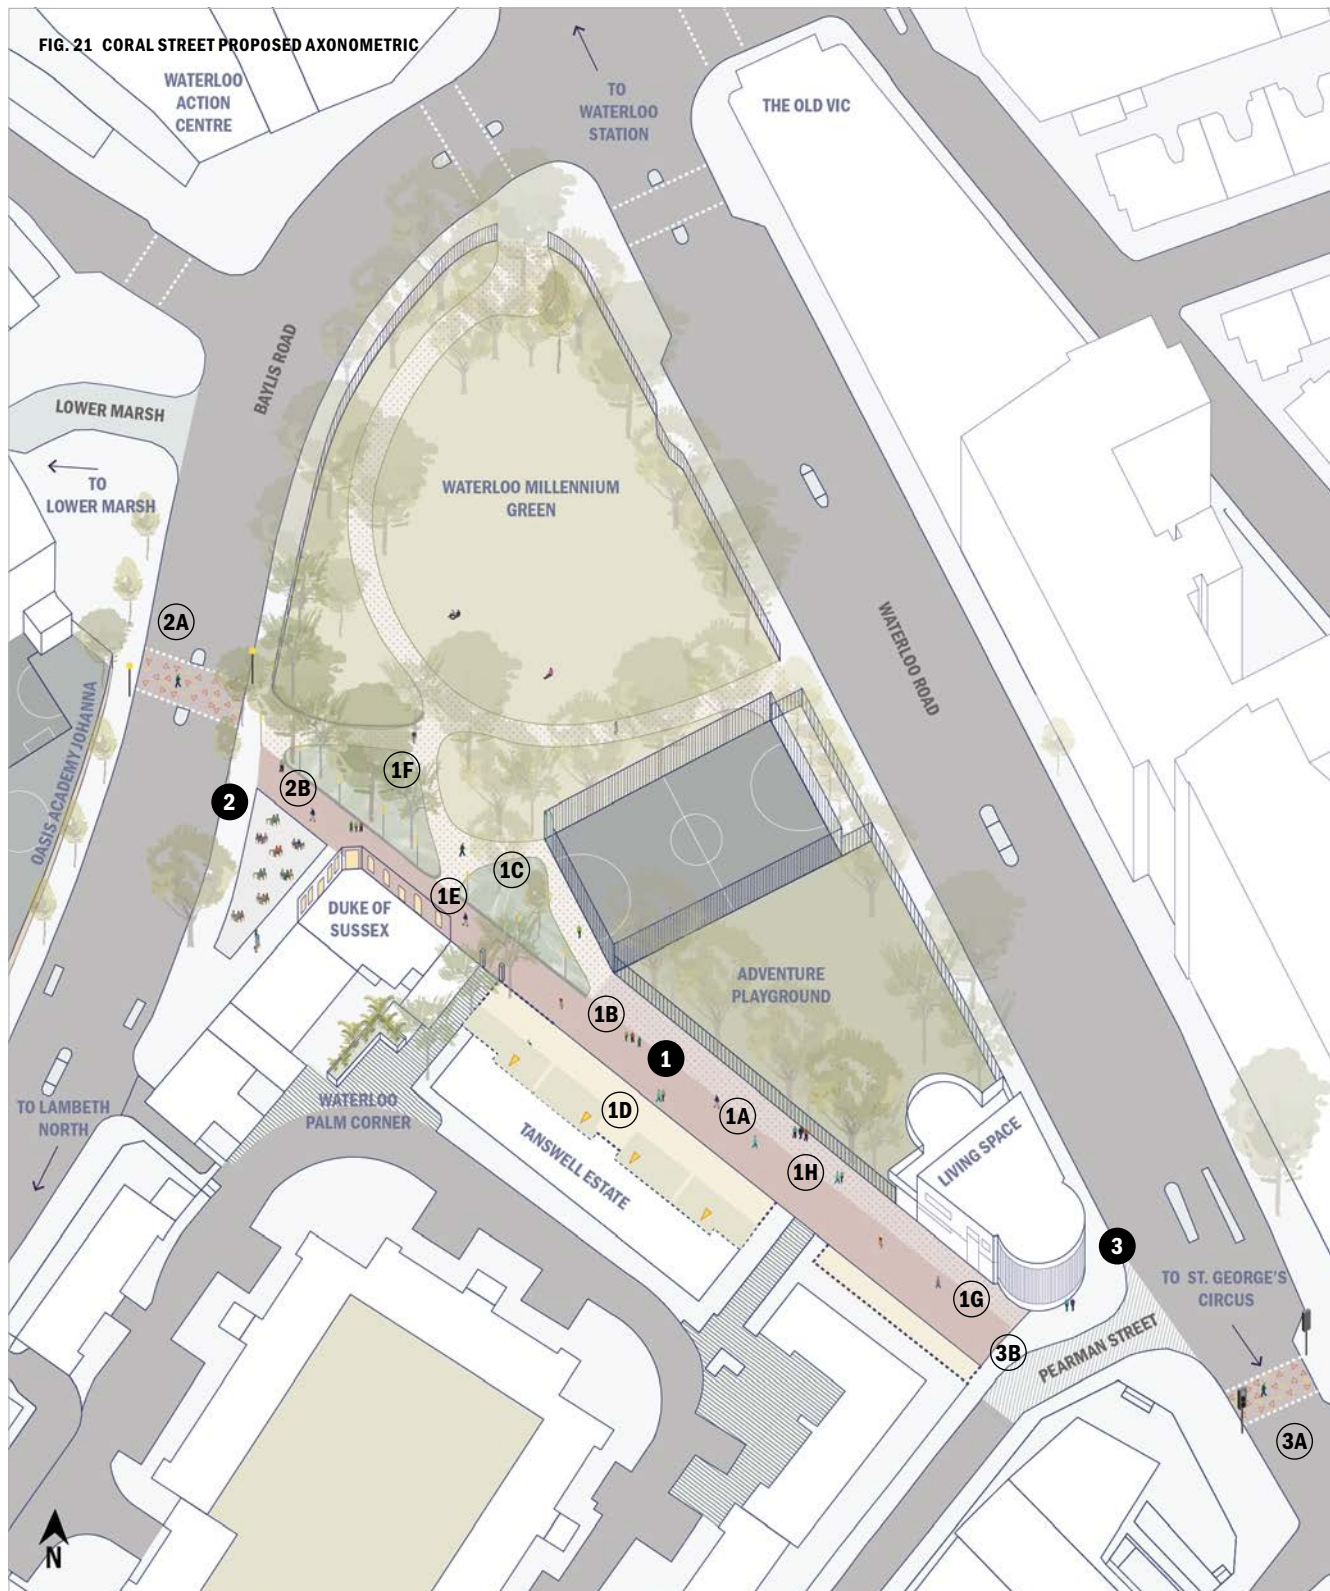 FIG. 21 CORAL STREET PROPOSED AXONOMETRIC
WATERLOO
ACTION
CENTRE
TO
WATERLOO
STATION
THE OLD VIC
BAYLIS ROAD
LOWER MARSH
TO
LOWER MARSH
WATERLOO MILLENNIUM
GREEN
WATERLOO ROAD
2A
OASIS ACADEMY JOHANNA
1F
2B
2
1C
1E
DUKE OF
SUSSEX
ADVENTURE
PLAYGROUND
1B
1
1D
1A
TO LAMBETH
NORTH
WATERLOO
PALM CORNER
TANSWELL ESTATE
1H
LIVING SPACE
3
1G
TO ST. GEORGE'S
CIRCUS
3B
PEARMAN STREET
3A
N